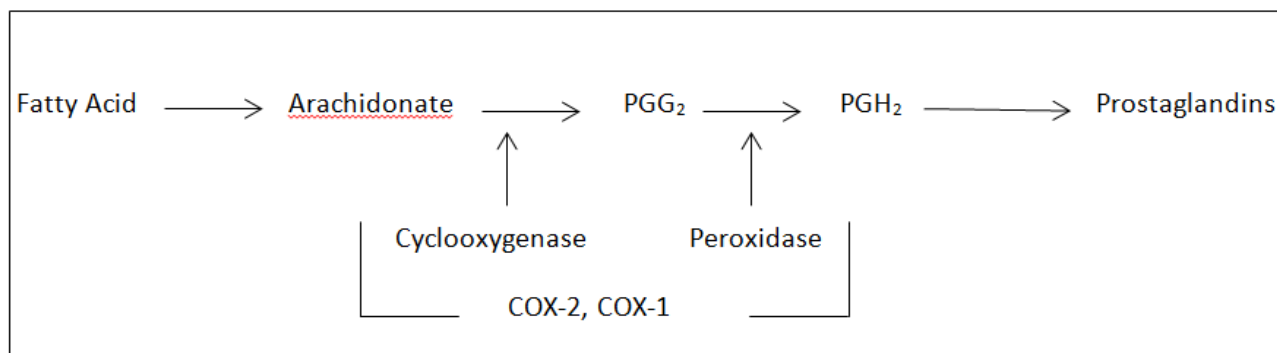 Fatty Acid Arachidonate PGG₂ PGH₂ Prostaglandins
Cyclooxygenase Peroxidase
COX-2, COX-1